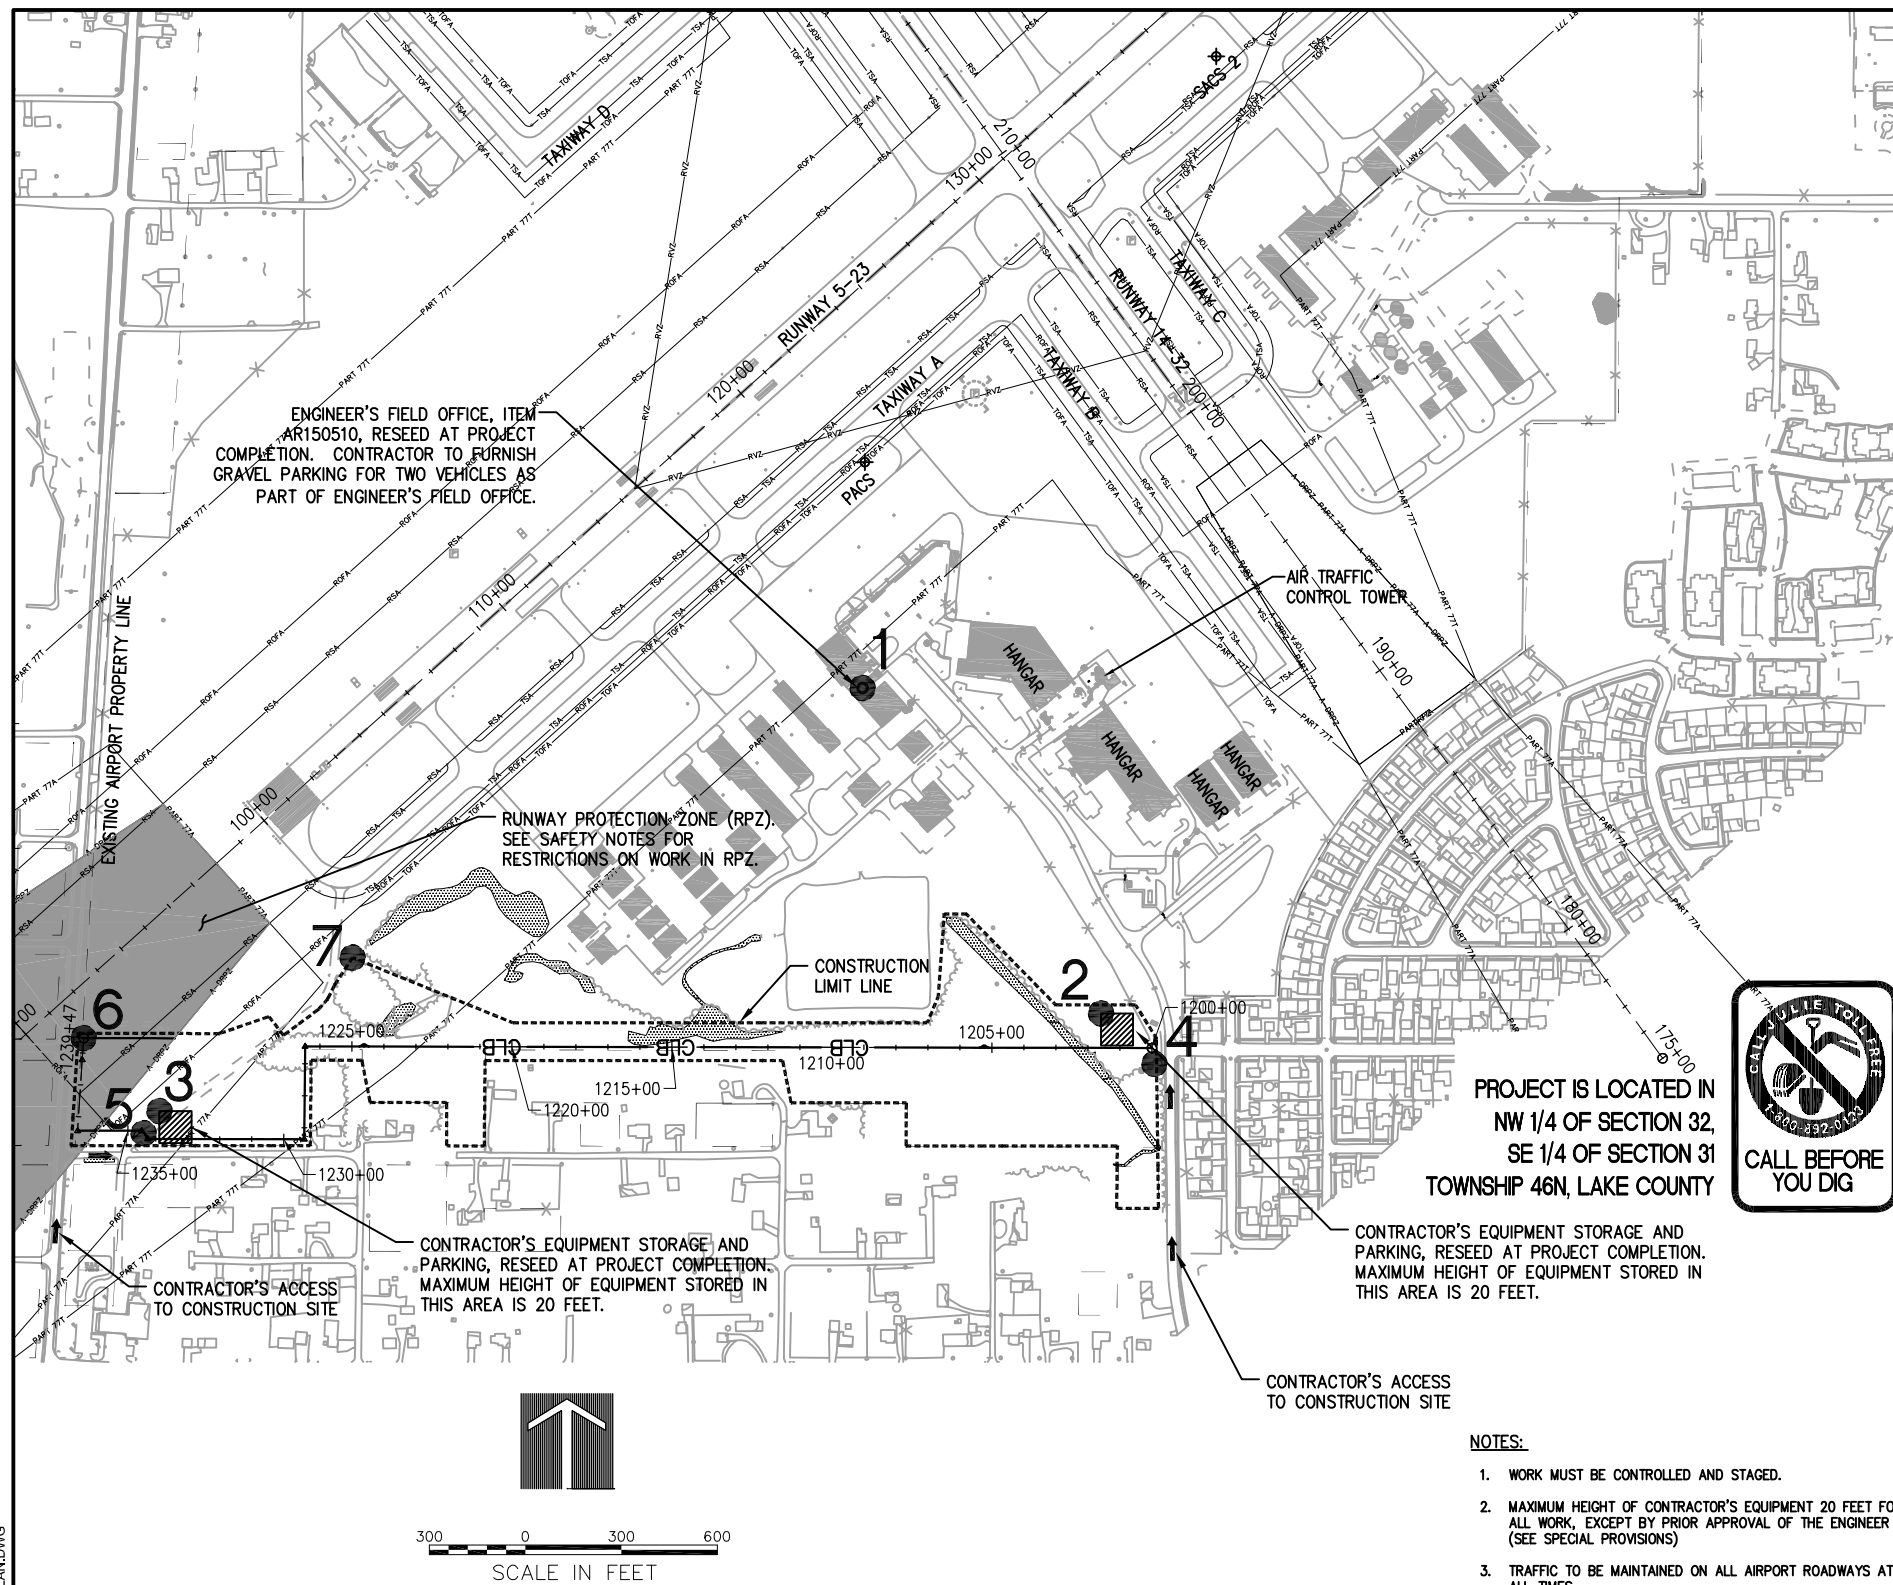 TAXIWAY D
SACS 2
210+00
130+00
RUNWAY 5-23
TAXIWAY C
RUNWAY 14-32
TAXIWAY A
TAXIWAY B
120+00
200+00
PACS
ENGINEER'S FIELD OFFICE, ITEM
AR150510, RESEED AT PROJECT
COMPLETION. CONTRACTOR TO FURNISH
GRAVEL PARKING FOR TWO VEHICLES AS
PART OF ENGINEER'S FIELD OFFICE.
110+00
AIR TRAFFIC
CONTROL TOWER
EXISTING AIRPORT PROPERTY LINE
1
HANGAR
190+00
HANGAR
HANGAR
HANGAR
100+00
RUNWAY PROTECTION ZONE (RPZ).
SEE SAFETY NOTES FOR
RESTRICTIONS ON WORK IN RPZ.
180+00
7
CONSTRUCTION
LIMIT LINE
2
6
1239+47
1225+00
1205+00
1200+00
4
175+00
GLB
GLB
GLB
1210+00
1215+00
1220+00
5
3
1235+00
1230+00
PROJECT IS LOCATED IN
NW 1/4 OF SECTION 32,
SE 1/4 OF SECTION 31
TOWNSHIP 46N, LAKE COUNTY
CALL JULIE TOLL FREE
1-800-892-0123
CALL BEFORE
YOU DIG
CONTRACTOR'S EQUIPMENT STORAGE AND
PARKING, RESEED AT PROJECT COMPLETION.
MAXIMUM HEIGHT OF EQUIPMENT STORED IN
THIS AREA IS 20 FEET.
CONTRACTOR'S EQUIPMENT STORAGE AND
PARKING, RESEED AT PROJECT COMPLETION.
MAXIMUM HEIGHT OF EQUIPMENT STORED IN
THIS AREA IS 20 FEET.
CONTRACTOR'S ACCESS
TO CONSTRUCTION SITE
CONTRACTOR'S ACCESS
TO CONSTRUCTION SITE
300 0 300 600
SCALE IN FEET
NOTES:
1. WORK MUST BE CONTROLLED AND STAGED.
2. MAXIMUM HEIGHT OF CONTRACTOR'S EQUIPMENT 20 FEET FO
ALL WORK, EXCEPT BY PRIOR APPROVAL OF THE ENGINEER
(SEE SPECIAL PROVISIONS)
3. TRAFFIC TO BE MAINTAINED ON ALL AIRPORT ROADWAYS AT
ALL TIMES